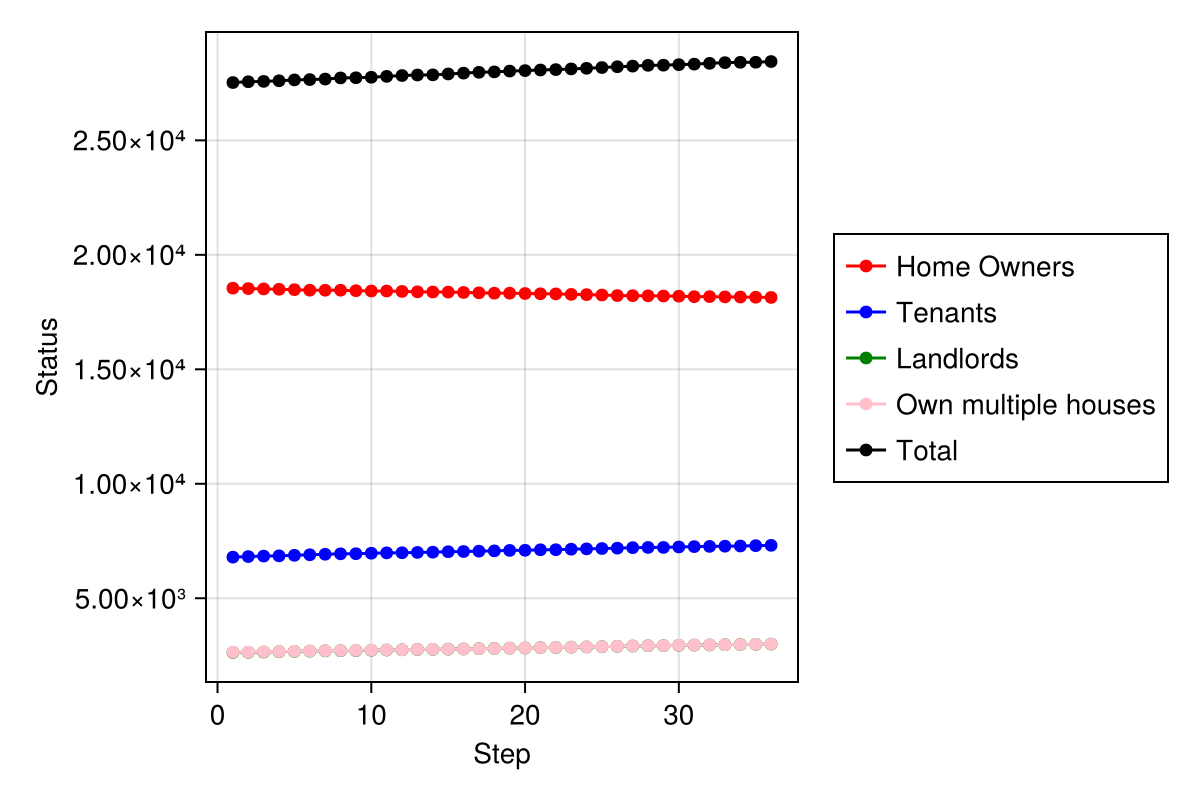 2.50×10⁴
2.00×10⁴
1.50×10⁴
1.00×10⁴
5.00×10³
Status
0 10 20 30
Step
Home Owners
Tenants
Landlords
Own multiple houses
Total